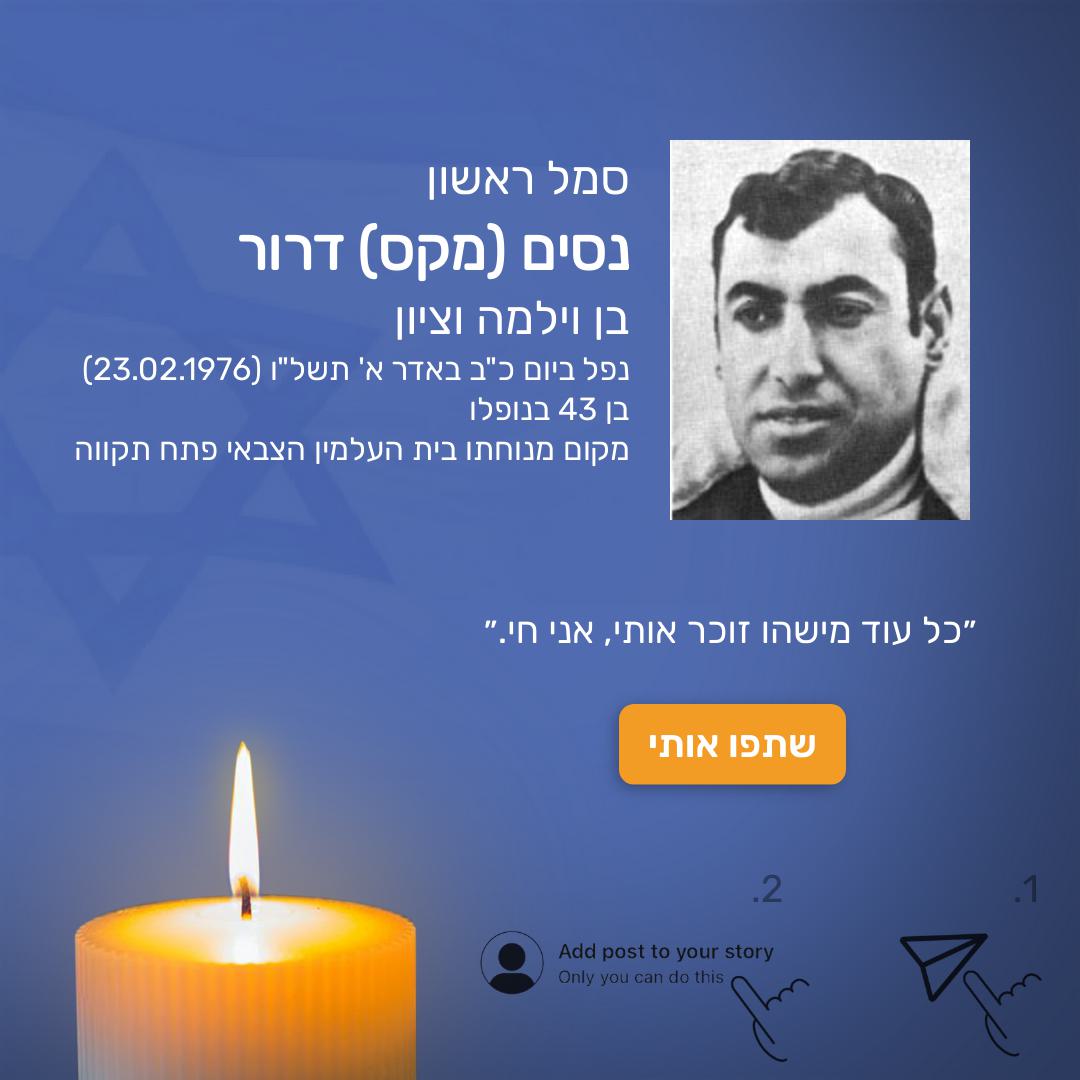 סמל ראשון
נסים (מקס) דרור
בן וילמה וציון
נפל ביום כ"ב באדר א' תשל"ו (23.02.1976)
בן 43 בנופלו
מקום מנוחתו בית העלמין הצבאי פתח תקווה
״כל עוד מישהו זוכר אותי, אני חי.״
שתפו אותי
.1
.2
Add post to your story
Only you can do this